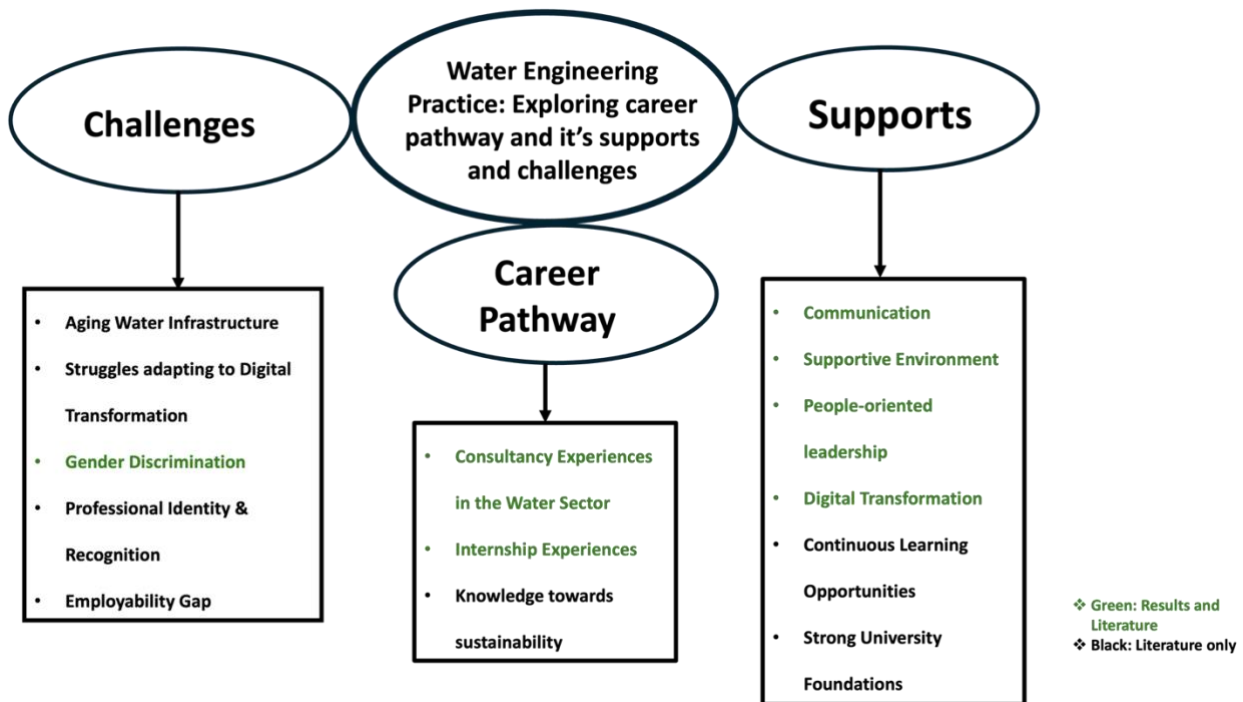 Challenges
Water Engineering
Practice: Exploring career
pathway and it's supports
and challenges
Supports
Career
Pathway
• Aging Water Infrastructure
• Struggles adapting to Digital
Transformation
• Gender Discrimination
• Professional Identity &
Recognition
• Employability Gap
• Consultancy Experiences
in the Water Sector
• Internship Experiences
• Knowledge towards
sustainability
• Communication
• Supportive Environment
• People-oriented
leadership
• Digital Transformation
• Continuous Learning
Opportunities
• Strong University
Foundations
❖ Green: Results and
Literature
❖ Black: Literature only